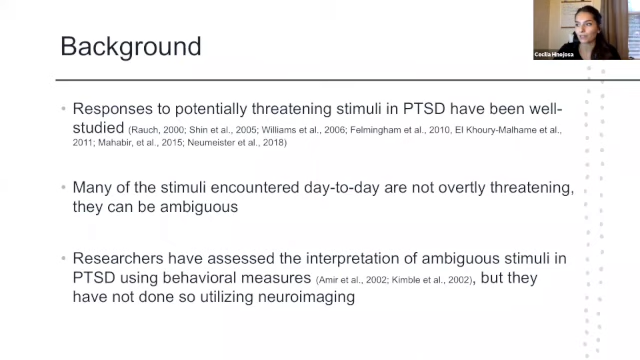 Background
Cecilia Hinojosa
• Responses to potentially threatening stimuli in PTSD have been well-
studied (Rauch, 2000; Shin et al., 2005; Williams et al., 2006; Felmingham et al., 2010, El Khoury-Malhame et al.,
2011; Mahabir, et al., 2015; Neumeister et al., 2018)
• Many of the stimuli encountered day-to-day are not overtly threatening,
they can be ambiguous
• Researchers have assessed the interpretation of ambiguous stimuli in
PTSD using behavioral measures (Amir et al., 2002; Kimble et al., 2002), but they
have not done so utilizing neuroimaging